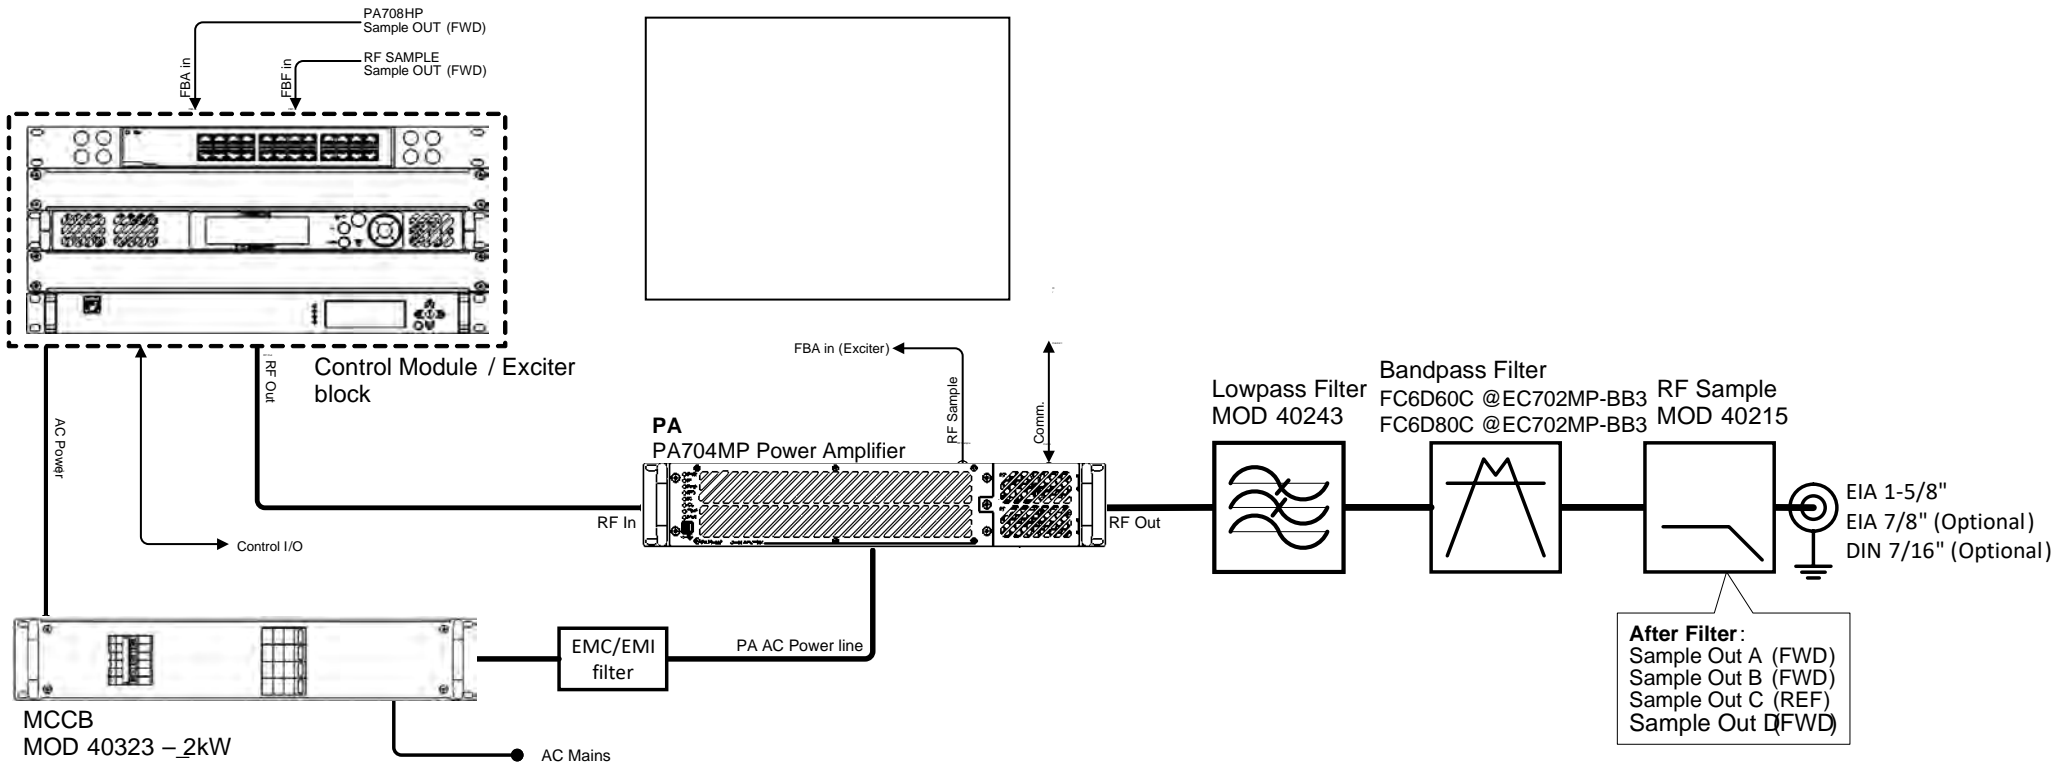 PA708HP
Sample OUT (FWD)
RF SAMPLE
Sample OUT (FWD)
FBA in
FBF in
Control Module / Exciter
block
RF Out
AC Power
Control I/O
FBA in (Exciter)
RF Sample
Comm.
PA
PA704MP Power Amplifier
RF In
RF Out
Lowpass Filter
MOD 40243
Bandpass Filter
FC6D60C @EC702MP-BB3
FC6D80C @EC702MP-BB3
RF Sample
MOD 40215
EIA 1-5/8"
EIA 7/8" (Optional)
DIN 7/16" (Optional)
After Filter:
Sample Out A (FWD)
Sample Out B (FWD)
Sample Out C (REF)
Sample Out D(FWD)
EMC/EMI
filter
PA AC Power line
MCCB
MOD 40323 – 2kW
AC Mains